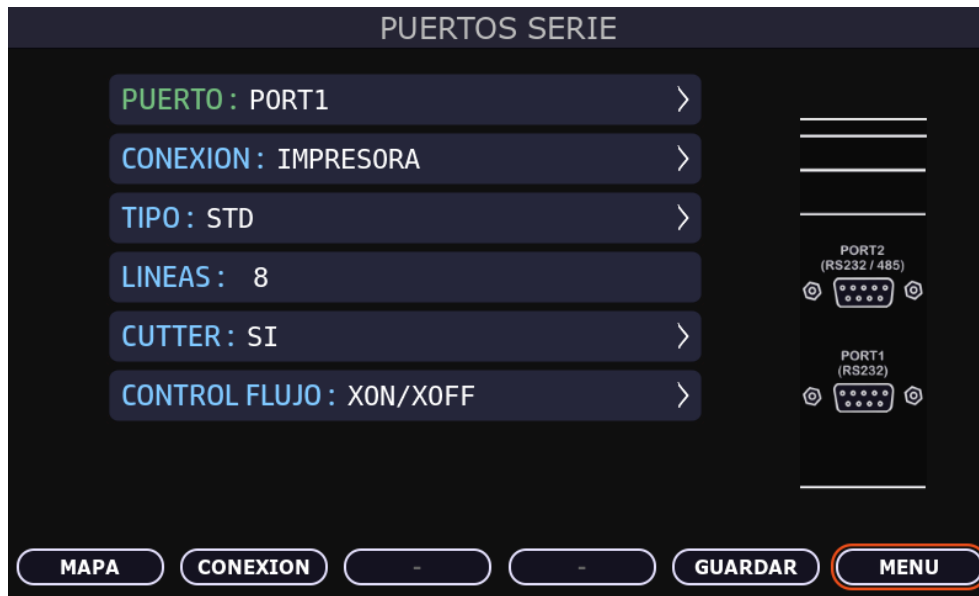 PUERTOS SERIE
PUERTO : PORT1
CONEXION : IMPRESORA
TIPO : STD
LINEAS : 8
CUTTER : SI
CONTROL FLUJO : XON/XOFF
PORT2
(RS232 / 485)
PORT1
(RS232)
MAPA CONEXION - - GUARDAR MENU